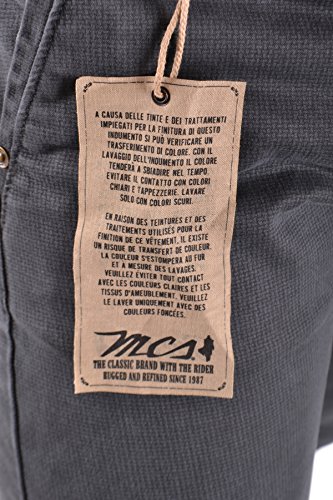 A CAUSA DELLE TINTE E DEI TRATTAMENTI
IMPIEGATI PER LA FINITURA DI QUESTO
INDUMENTO SI PUÒ VERIFICARE UN
TRASFERIMENTO DI COLORE. CON IL
LAVAGGIO DELL'INDUMENTO IL COLORE
TENDERÀ A SBIADIRE NEL TEMPO.
EVITARE IL CONTATTO CON COLORI
CHIARI E TAPPEZZERIE. LAVARE
SOLO CON COLORI SCURI.
EN RAISON DES TEINTURES ET DES
TRAITEMENTS UTILISÉS POUR LA
FINITION DE CE VÊTEMENT, IL EXISTE
UN RISQUE DE TRANSFERT DE COULEUR.
LA COULEUR S'ESTOMPERA AU FUR
ET À MESURE DES LAVAGES.
VEUILLEZ ÉVITER TOUT CONTACT
AVEC LES COULEURS CLAIRES ET LES
TISSUS D'AMEUBLEMENT. VEUILLEZ
LE LAVER UNIQUEMENT AVEC DES
COULEURS FONCÉES.
MCS
THE CLASSIC BRAND WITH THE RIDER
RUGGED AND REFINED SINCE 1987